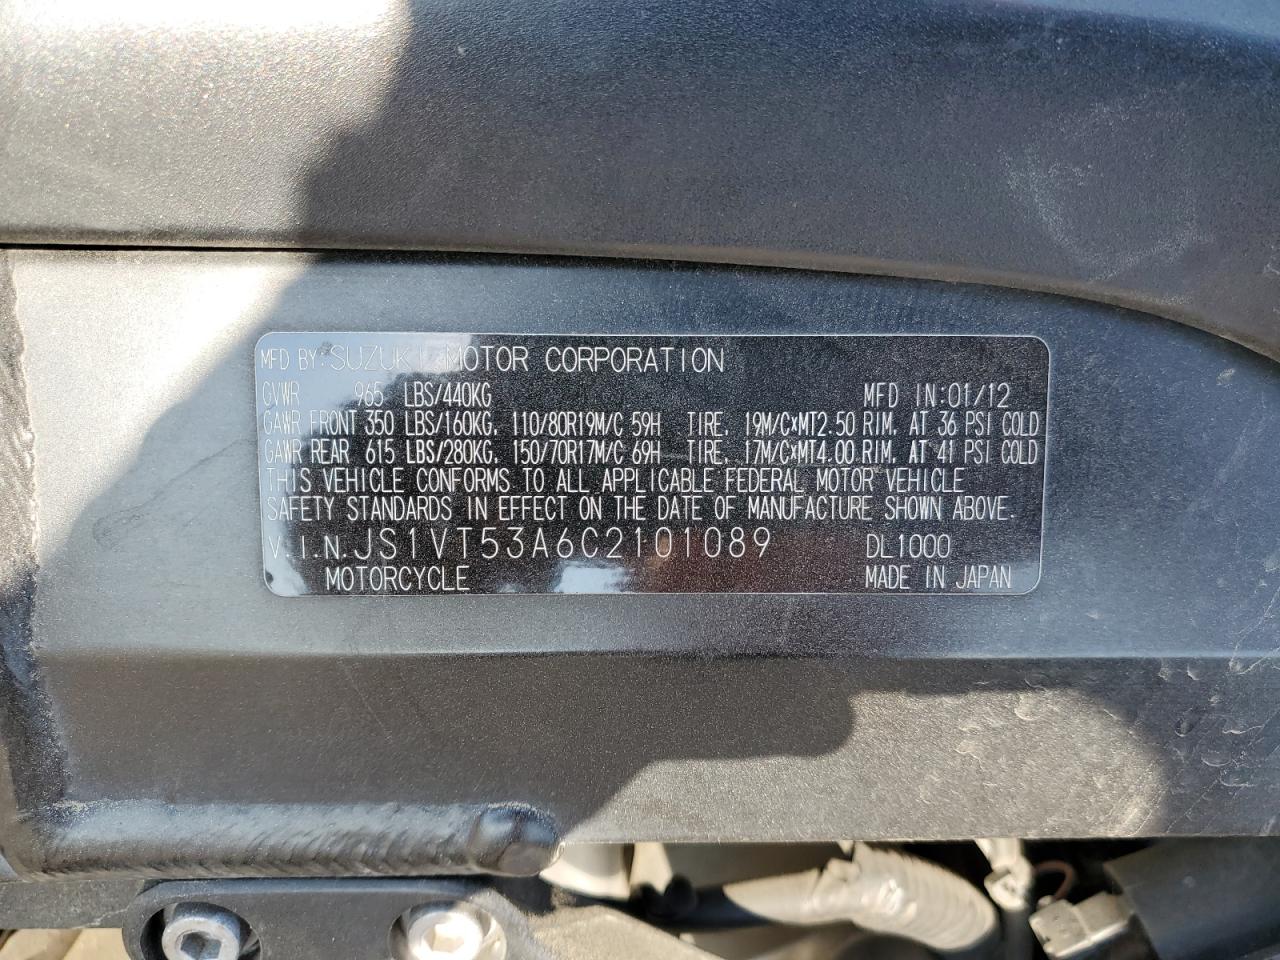 MFD BY: SUZUKI MOTOR CORPORATION
GVWR 965 LBS/440KG MFD IN:01/12
GAWR FRONT 350 LBS/160KG. 110/80R19M/C 59H TIRE. 19M/C×MT2.50 RIM. AT 36 PSI COLD
GAWR REAR 615 LBS/280KG. 150/70R17M/C 69H TIRE. 17M/C×MT4.00 RIM. AT 41 PSI COLD
THIS VEHICLE CONFORMS TO ALL APPLICABLE FEDERAL MOTOR VEHICLE
SAFETY STANDARDS IN EFFECT ON THE DATE OF MANUFACTURE SHOWN ABOVE.
V.I.N. JS1VT53A6C2101089 DL1000
MOTORCYCLE MADE IN JAPAN